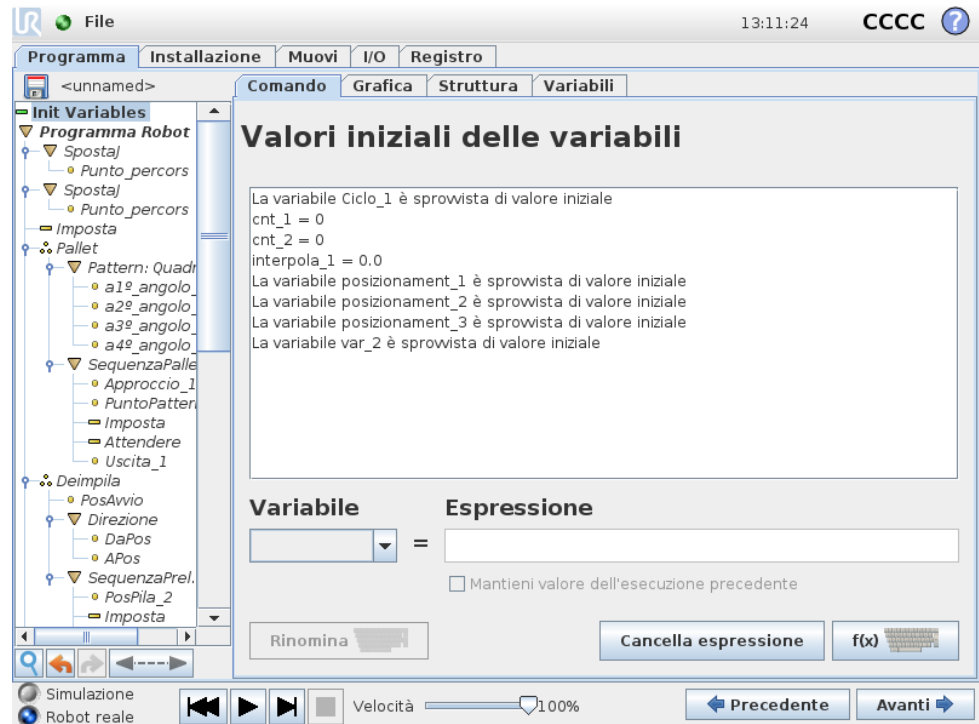 UR File 13:11:24 CCCC ?
Programma Installazione Muovi I/O Registro
<unnamed>
Comando Grafica Struttura Variabili
Init Variables
Programma Robot
SpostaJ
Punto_percors
SpostaJ
Punto_percors
Imposta
Pallet
Pattern: Quadr
a1º_angolo_
a2º_angolo_
a3º_angolo_
a4º_angolo_
SequenzaPalle
Approccio_1
PuntoPattern
Imposta
Attendere
Uscita_1
Deimpila
PosAvvio
Direzione
DaPos
APos
SequenzaPrel.
PosPila_2
Imposta
Valori iniziali delle variabili
La variabile Ciclo_1 è sprovvista di valore iniziale
cnt_1 = 0
cnt_2 = 0
interpola_1 = 0.0
La variabile posizionament_1 è sprovvista di valore iniziale
La variabile posizionament_2 è sprovvista di valore iniziale
La variabile posizionament_3 è sprovvista di valore iniziale
La variabile var_2 è sprovvista di valore iniziale
Variabile Espressione
=
Mantieni valore dell'esecuzione precedente
Rinomina Cancella espressione f(x)
Simulazione
Robot reale
Velocità 100%
Precedente Avanti